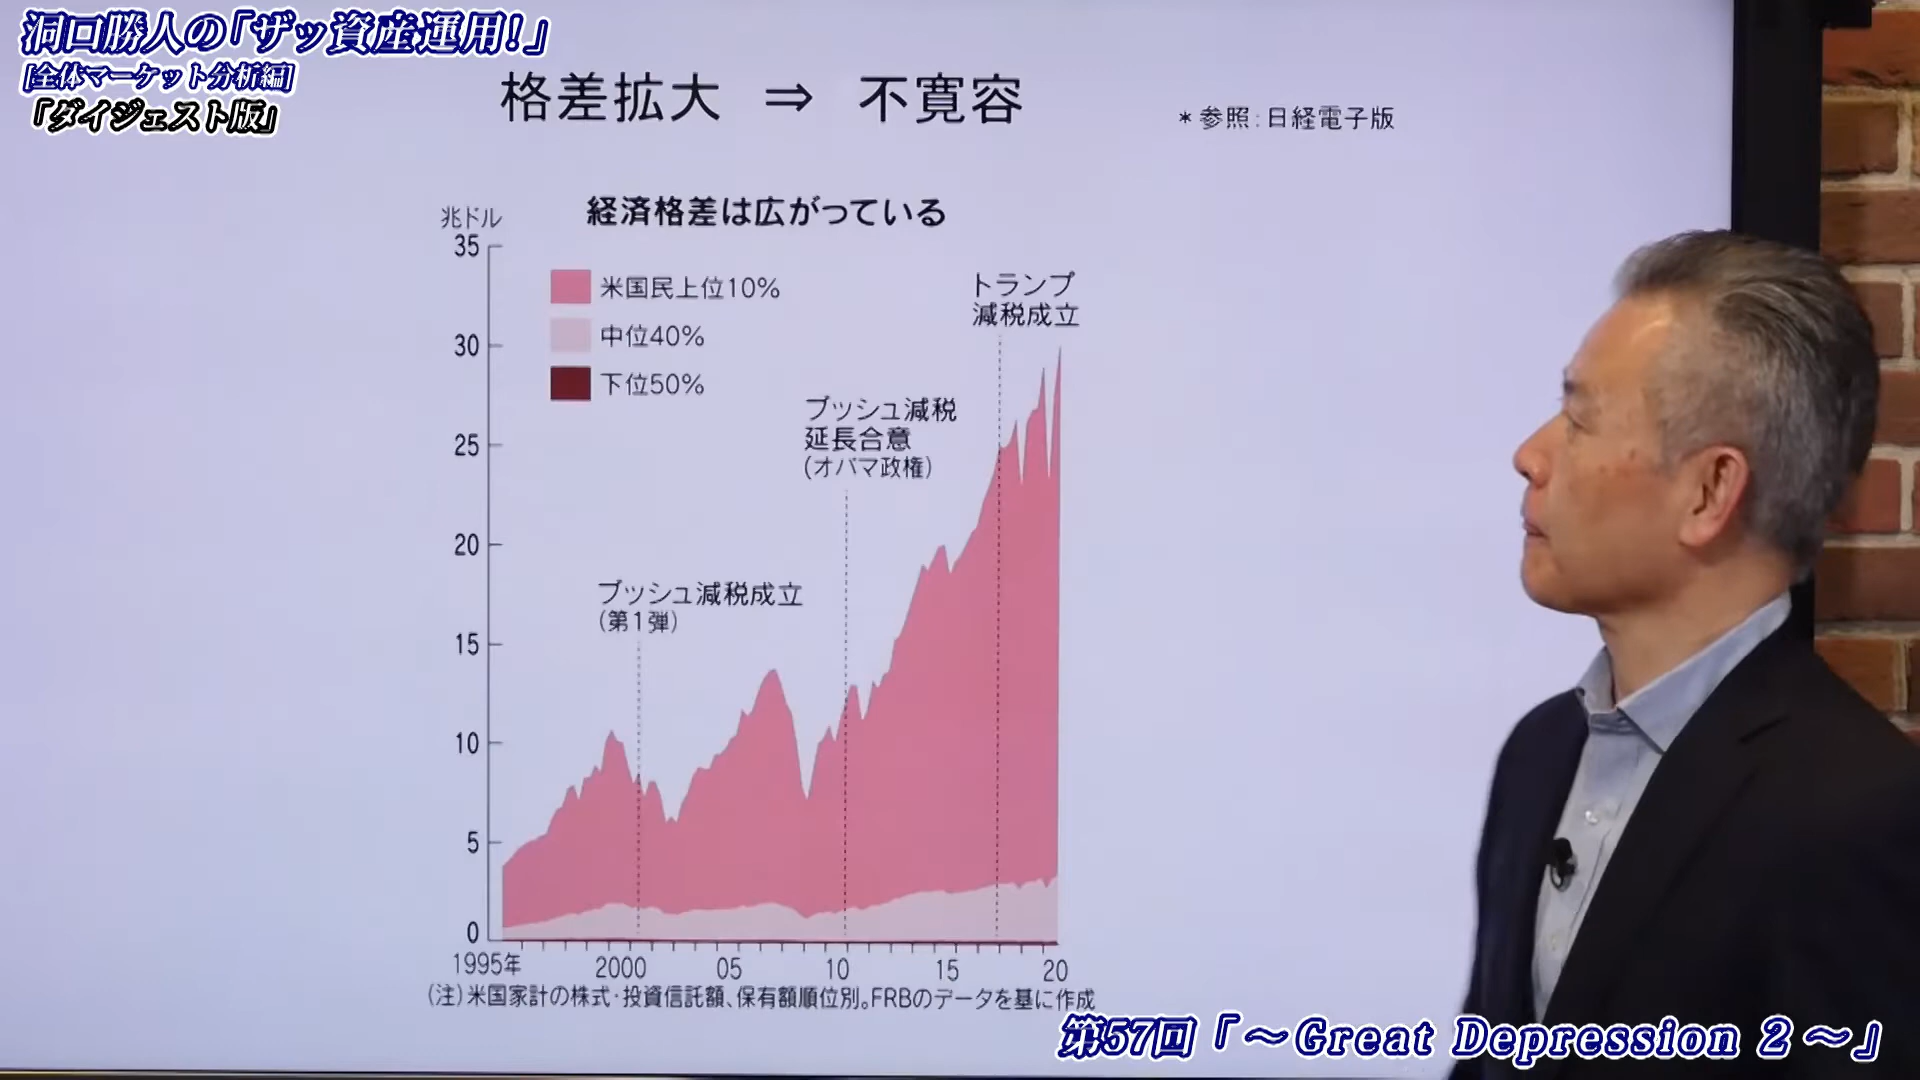 洞口勝人の「ザッ資産運用!」
[全体マーケット分析編]
「ダイジェスト版」
格差拡大 ⇒ 不寛容
＊参照:日経電子版
経済格差は広がっている
兆ドル
35
30
25
20
15
10
5
0
米国民上位10%
中位40%
下位50%
トランプ
減税成立
ブッシュ減税
延長合意
(オバマ政権)
ブッシュ減税成立
(第1弾)
1995年 2000 05 10 15 20
(注)米国家計の株式・投資信託額、保有額順位別。FRBのデータを基に作成
第57回「～Great Depression 2～」